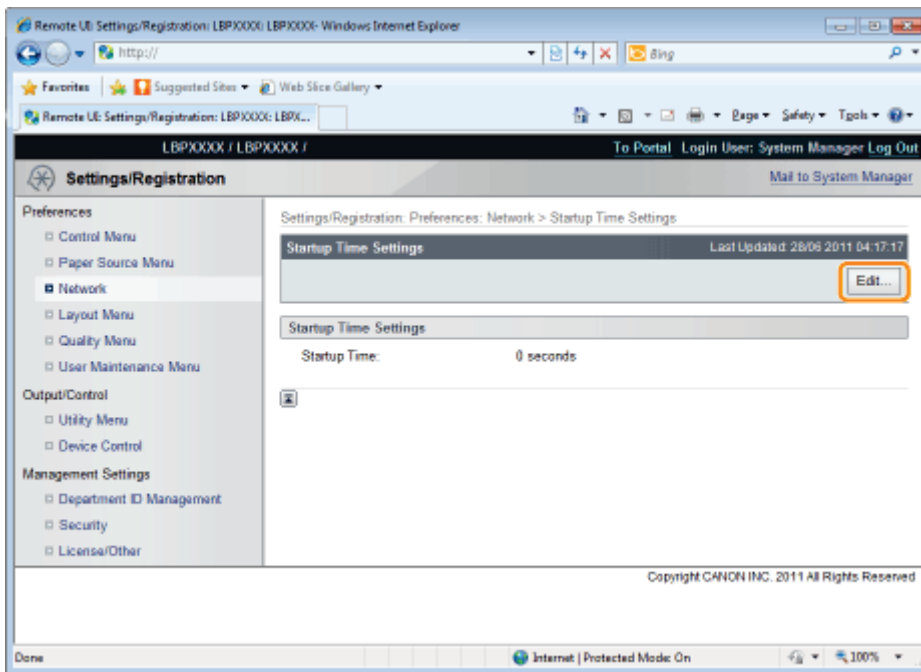 Remote UI: Settings/Registration: LBPXXXX: LBPXXXX- Windows Internet Explorer
http://
Bing
Favorites Suggested Sites Web Slice Gallery
Remote UI: Settings/Registration: LBPXXXX: LBPX... Page Safety Tools
LBPXXXX / LBPXXXX / To Portal Login User: System Manager Log Out
Settings/Registration Mail to System Manager
Preferences
Control Menu
Paper Source Menu
Network
Layout Menu
Quality Menu
User Maintenance Menu
Output/Control
Utility Menu
Device Control
Management Settings
Department ID Management
Security
License/Other
Settings/Registration: Preferences: Network > Startup Time Settings
Startup Time Settings Last Updated: 28/06 2011 04:17:17
Edit...
Startup Time Settings
Startup Time: 0 seconds
Copyright CANON INC. 2011 All Rights Reserved
Done Internet | Protected Mode: On 100%